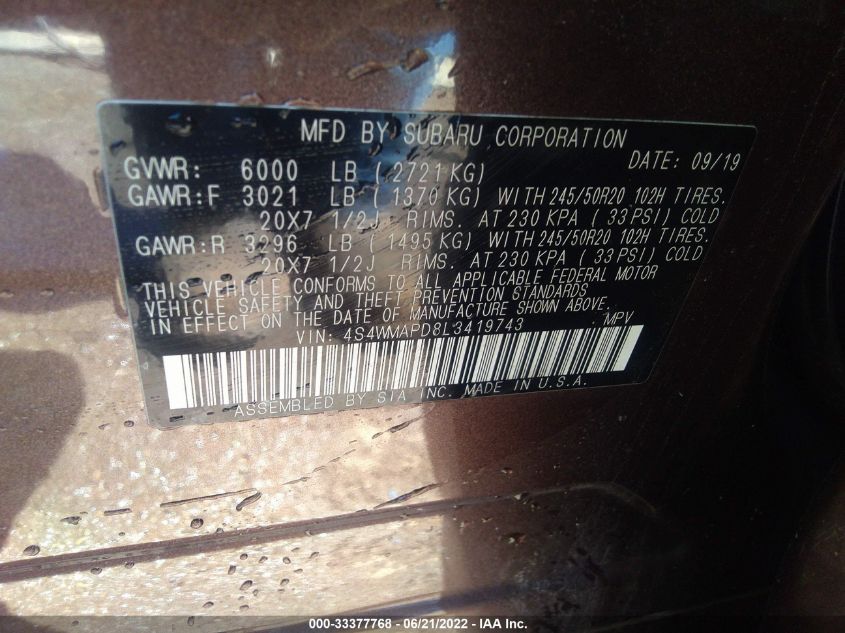 MFD BY SUBARU CORPORATION
GVWR: 6000 LB ( 2721 KG) DATE: 09/19
GAWR:F 3021 LB ( 1370 KG) WITH 245/50R20 102H TIRES.
20X7 1/2J RIMS. AT 230 KPA ( 33 PSI) COLD
GAWR:R 3296 LB ( 1495 KG) WITH 245/50R20 102H TIRES.
20X7 1/2J RIMS. AT 230 KPA ( 33 PSI) COLD
THIS VEHICLE CONFORMS TO ALL APPLICABLE FEDERAL MOTOR
VEHICLE SAFETY AND THEFT PREVENTION STANDARDS
IN EFFECT ON THE DATE OF MANUFACTURE SHOWN ABOVE.
VIN: 4S4WMAPD8L3419743 . MPV
ASSEMBLED BY SIA INC. MADE IN U.S.A.
000-33377768 - 06/21/2022 - IAA Inc.